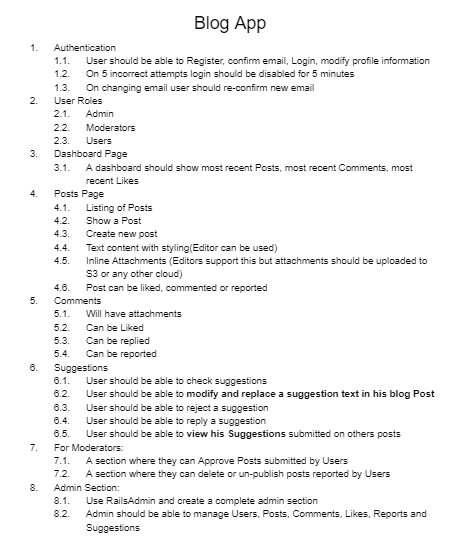 Blog App
1. Authentication
1.1. User should be able to Register, confirm email, Login, modify profile information
1.2. On 5 incorrect attempts login should be disabled for 5 minutes
1.3. On changing email user should re-confirm new email
2. User Roles
2.1. Admin
2.2. Moderators
2.3. Users
3. Dashboard Page
3.1. A dashboard should show most recent Posts, most recent Comments, most
recent Likes
4. Posts Page
4.1. Listing of Posts
4.2. Show a Post
4.3. Create new post
4.4. Text content with styling(Editor can be used)
4.5. Inline Attachments (Editors support this but attachments should be uploaded to
S3 or any other cloud)
4.6. Post can be liked, commented or reported
5. Comments
5.1. Will have attachments
5.2. Can be Liked
5.3. Can be replied
5.4. Can be reported
6. Suggestions
6.1. User should be able to check suggestions
6.2. User should be able to modify and replace a suggestion text in his blog Post
6.3. User should be able to reject a suggestion
6.4. User should be able to reply a suggestion
6.5. User should be able to view his Suggestions submitted on others posts
7. For Moderators:
7.1. A section where they can Approve Posts submitted by Users
7.2. A section where they can delete or un-publish posts reported by Users
8. Admin Section:
8.1. Use RailsAdmin and create a complete admin section
8.2. Admin should be able to manage Users, Posts, Comments, Likes, Reports and
Suggestions